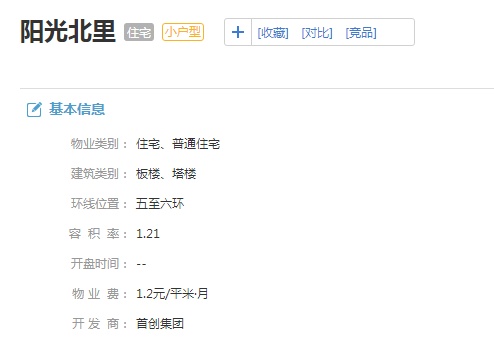 阳光北里 住宅 小户型 [收藏] [对比] [竞品]
基本信息
物业类别： 住宅、普通住宅
建筑类别： 板楼、塔楼
环线位置： 五至六环
容 积 率： 1.21
开盘时间： --
物 业 费： 1.2元/平米·月
开 发 商： 首创集团